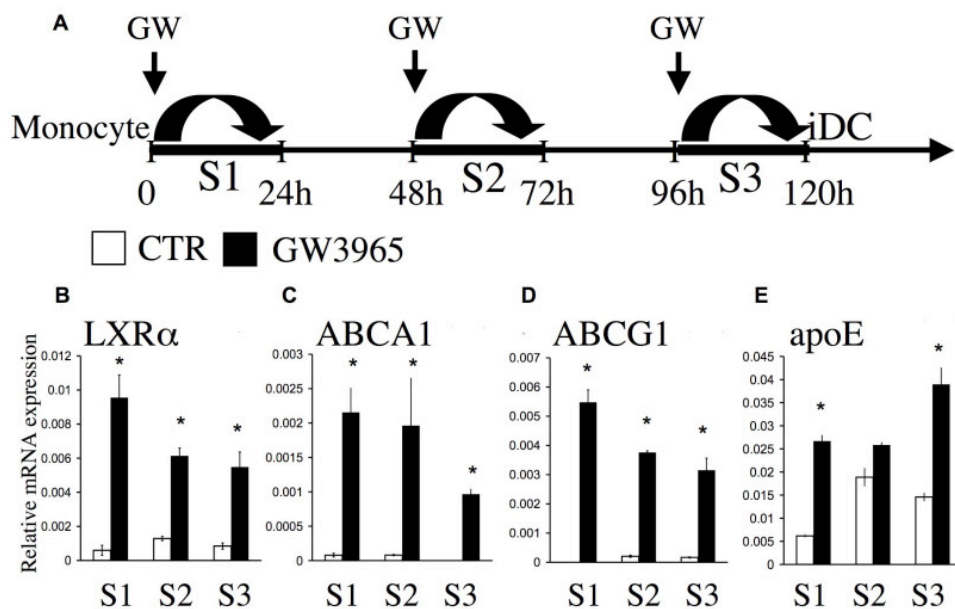 A
GW GW GW
Monocyte iDC
S1 S2 S3
0 24h 48h 72h 96h 120h
CTR GW3965
B C D E
LXRα ABCA1 ABCG1 apoE
Relative mRNA expression
0.012
0.01
0.008
0.006
0.004
0.002
0
* * *
S1 S2 S3
0.003
0.0025
0.002
0.0015
0.001
0.0005
0
* * *
S1 S2 S3
0.007
0.006
0.005
0.004
0.003
0.002
0.001
0
* * *
S1 S2 S3
0.045
0.04
0.035
0.03
0.025
0.02
0.015
0.01
0.005
0
* *
S1 S2 S3